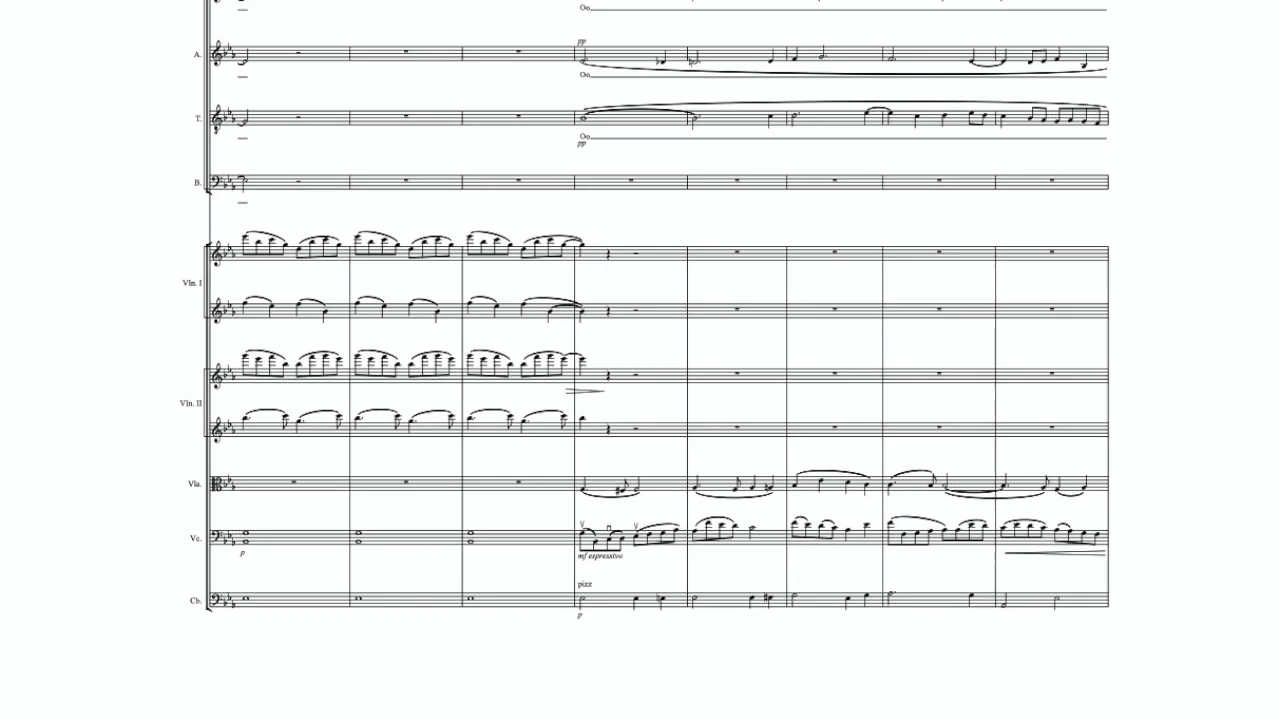 Oo
A.
pp
Oo
T.
Oo
pp
B.
Vln. I
Vln. II
Vla.
Vc.
p
mf espressivo
pizz
Cb.
p